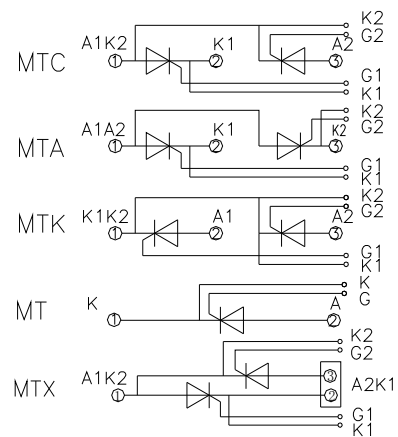 K2
A1K2 K1 A2 G2
MTC 1 2 3
G1
K1
K2
A1A2 K1 K2 G2
MTA 1 2 3
G1
K1
K2
K1K2 A1 A2 G2
MTK 1 2 3
G1
K1
K
K A G
MT 1 2
K2
G2
A1K2 3 A2K1
MTX 1 2
G1
K1